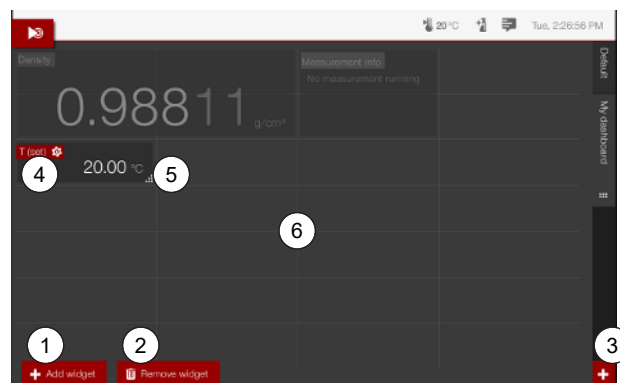 20 °C
Tue, 2:26:56 PM
Density
0.98811 g/cm³
Measurement info
No measurement running
T (set)
20.00 °C
4
5
6
1
2
3
Add widget
Remove widget
Default
My dashboard